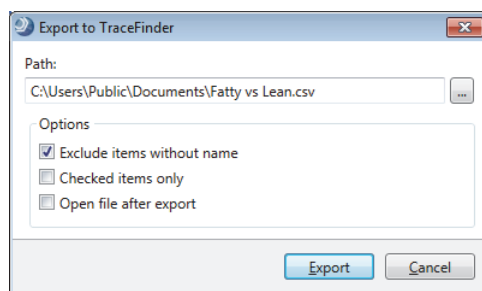 Export to TraceFinder
Path:
C:\Users\Public\Documents\Fatty vs Lean.csv
...
Options
Exclude items without name
Checked items only
Open file after export
Export Cancel